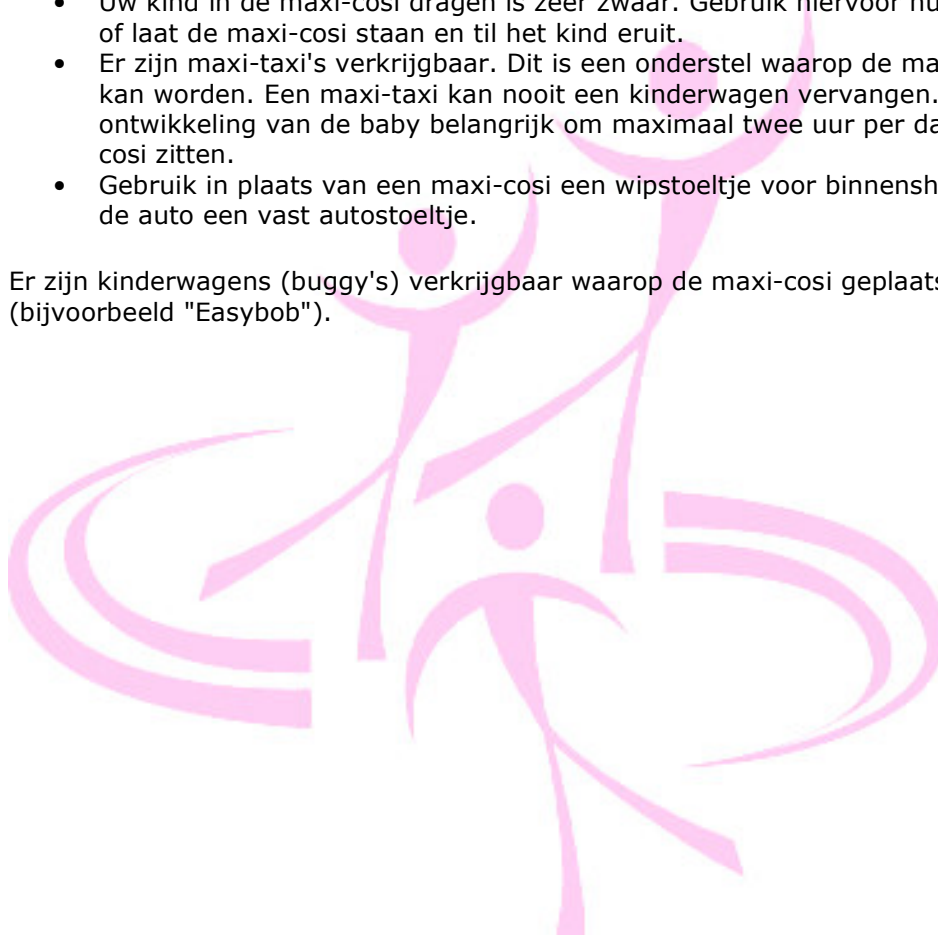 • Uw kind in de maxi-cosi dragen is zeer zwaar. Gebruik hiervoor
of laat de maxi-cosi staan en til het kind eruit.
• Er zijn maxi-taxi's verkrijgbaar. Dit is een onderstel waarop de
kan worden. Een maxi-taxi kan nooit een kinderwagen vervangen.
ontwikkeling van de baby belangrijk om maximaal twee uur per
cosi zitten.
• Gebruik in plaats van een maxi-cosi een wipstoeltje voor
de auto een vast autostoeltje.
Er zijn kinderwagens (buggy's) verkrijgbaar waarop de maxi-cosi
(bijvoorbeeld "Easybob").